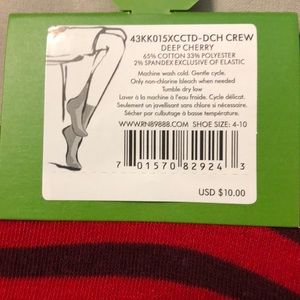 43KK015XCCTD-DCH CREW
DEEP CHERRY
65% COTTON 33% POLYESTER
2% SPANDEX EXCLUSIVE OF ELASTIC
Machine wash cold. Gentle cycle.
Only non-chlorine bleach when needed
Tumble dry low
Laver à la machine à l'eau froide. Cycle délicat.
Seulement un javellisant sans chlore si nécessaire.
Sécher par culbutage à basse température.
7 01570 82924 3
WWW.RN89888.COM SHOE SIZE: 4-10
USD $10.00